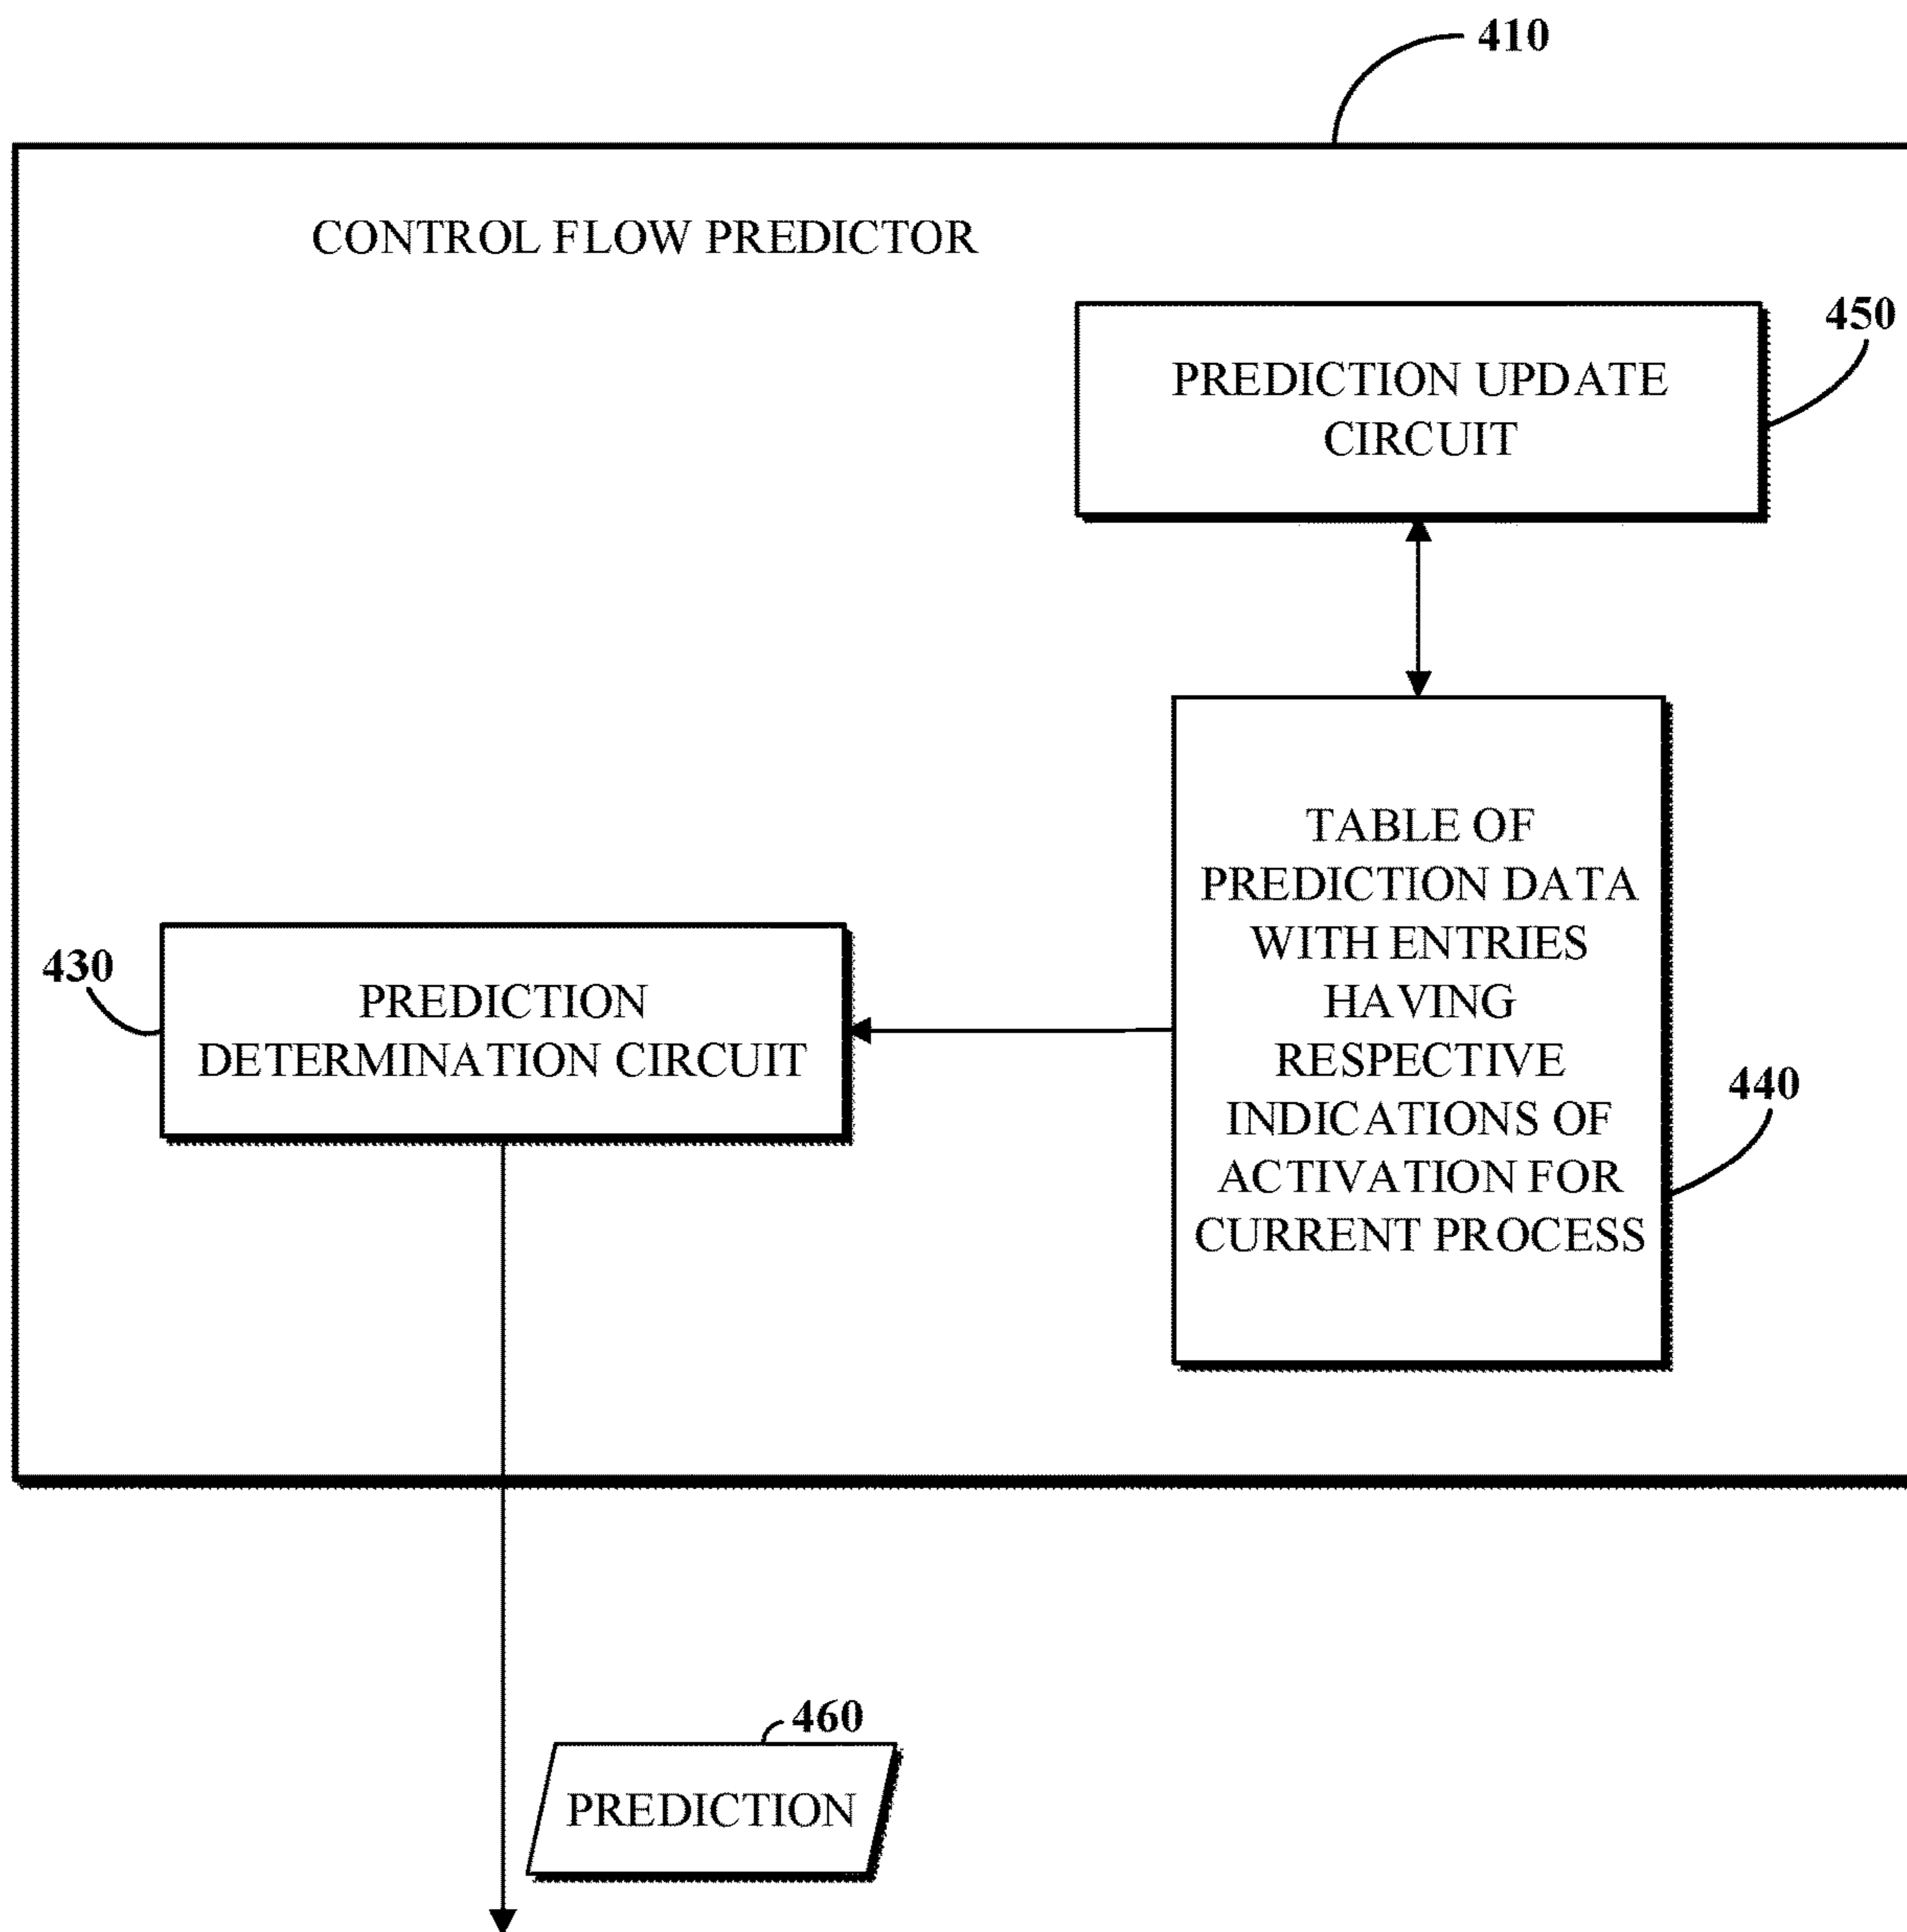 410
CONTROL FLOW PREDICTOR
450
PREDICTION UPDATE
CIRCUIT
TABLE OF
PREDICTION DATA
WITH ENTRIES
HAVING
RESPECTIVE
INDICATIONS OF
ACTIVATION FOR
CURRENT PROCESS
430
PREDICTION
DETERMINATION CIRCUIT
440
460
PREDICTION